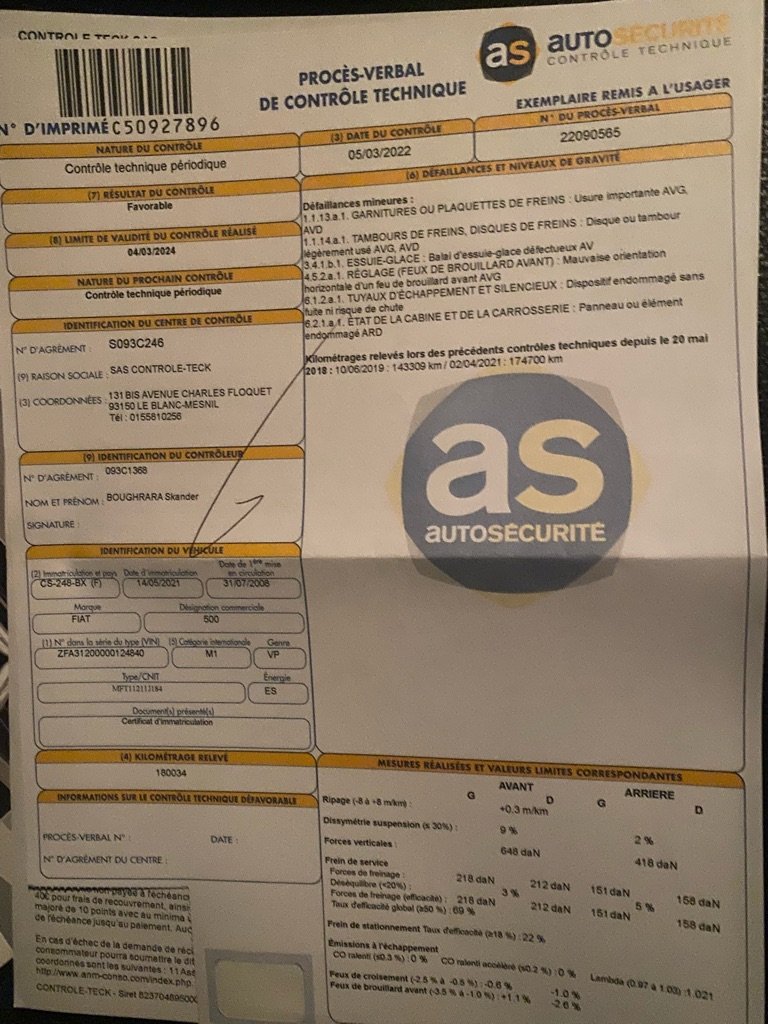 CONTROLE TECK SAS
N° D'IMPRIMÉ C50927896
PROCÈS-VERBAL
DE CONTRÔLE TECHNIQUE
as AUTOSÉCURITÉ
CONTRÔLE TECHNIQUE
EXEMPLAIRE REMIS A L'USAGER
NATURE DU CONTRÔLE
Contrôle technique périodique
(3) DATE DU CONTRÔLE
05/03/2022
N° DU PROCÈS-VERBAL
22090565
(7) RÉSULTAT DU CONTRÔLE
Favorable
(8) LIMITE DE VALIDITÉ DU CONTRÔLE RÉALISÉ
04/03/2024
NATURE DU PROCHAIN CONTRÔLE
Contrôle technique périodique
IDENTIFICATION DU CENTRE DE CONTRÔLE
N° D'AGRÉMENT : S093C246
(9) RAISON SOCIALE : SAS CONTROLE-TECK
(3) COORDONNÉES : 131 BIS AVENUE CHARLES FLOQUET
93150 LE BLANC-MESNIL
Tél : 0155810256
(9) IDENTIFICATION DU CONTRÔLEUR
N° D'AGRÉMENT : 093C1368
NOM ET PRÉNOM : BOUGHRARA Skander
SIGNATURE :
(6) DÉFAILLANCES ET NIVEAUX DE GRAVITÉ
Défaillances mineures :
1.1.13.a.1. GARNITURES OU PLAQUETTES DE FREINS : Usure importante AVG,
AVD
1.1.14.a.1. TAMBOURS DE FREINS, DISQUES DE FREINS : Disque ou tambour
légèrement usé AVG, AVD
3.4.1.b.1. ESSUIE-GLACE : Balai d'essuie-glace défectueux AV
4.5.2.a.1. RÉGLAGE (FEUX DE BROUILLARD AVANT) : Mauvaise orientation
horizontale d'un feu de brouillard avant AVG
6.1.2.a.1. TUYAUX D'ÉCHAPPEMENT ET SILENCIEUX : Dispositif endommagé sans
fuite ni risque de chute
6.2.1.a.1. ÉTAT DE LA CABINE ET DE LA CARROSSERIE : Panneau ou élément
endommagé ARD
Kilométrages relevés lors des précédents contrôles techniques depuis le 20 mai
2018 : 10/06/2019 : 143309 km / 02/04/2021 : 174700 km
as
AUTOSÉCURITÉ
IDENTIFICATION DU VÉHICULE
(2) Immatriculation et pays Date d'immatriculation Date de 1ère mise
en circulation
CS-248-BX (F) 14/05/2021 31/07/2008
Marque Désignation commerciale
FIAT 500
(1) N° dans la série du type (VIN) (5) Catégorie internationale Genre
ZFA31200000124840 M1 VP
Type/CNIT Énergie
MFT112111J184 ES
Document(s) présenté(s)
Certificat d'immatriculation
(4) KILOMÉTRAGE RELEVÉ
180034
INFORMATIONS SUR LE CONTRÔLE TECHNIQUE DÉFAVORABLE
PROCÈS-VERBAL N° : DATE :
N° D'AGRÉMENT DU CENTRE :
non payée à l'échéance
40€ pour frais de recouvrement, ainsi
majoré de 10 points avec au minima
de l'échéance jusqu'au paiement. Auc
En cas d'échec de la demande de réci
consommateur pourra soumettre le dif
coordonnés sont les suivantes : 11 Ass
http://www.anm-conso.com/index.php.
CONTROLE-TECK - Siret 82370489500
MESURES RÉALISÉES ET VALEURS LIMITES CORRESPONDANTES
AVANT ARRIERE
G D G D
Ripage (-8 à +8 m/km) : +0.3 m/km
Dissymétrie suspension (≤ 30%) : 9 % 2 %
Forces verticales : 648 daN 418 daN
Frein de service
Forces de freinage : 218 daN 212 daN 151 daN 158 daN
Déséquilibre (<20%) : 3 % 5 %
Forces de freinage (efficacité) : 218 daN 212 daN 151 daN 158 daN
Taux d'efficacité global (≥50 %) : 69 %
Frein de stationnement Taux d'efficacité (≥18 %) : 22 %
Émissions à l'échappement
CO ralenti (≤0.3 %) : 0 % CO ralenti accéléré (≤0.2 %) : 0 % Lambda (0.97 à 1.03) : 1.021
Feux de croisement (-2.5 % à -0.5 %) : -0.6 % -1.0 %
Feux de brouillard avant (-3.5 % à -1.0 %) : +1.1 % -2.6 %